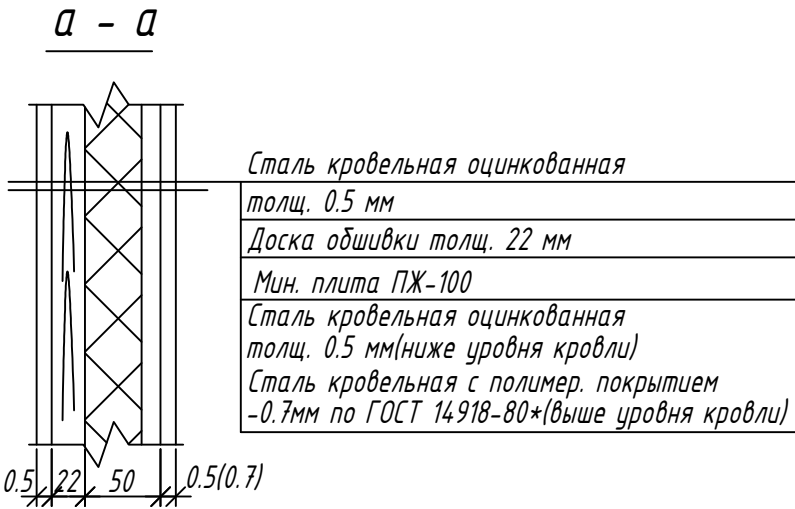 а - а
Сталь кровельная оцинкованная
толщ. 0.5 мм
Доска обшивки толщ. 22 мм
Мин. плита ПЖ-100
Сталь кровельная оцинкованная
толщ. 0.5 мм(ниже уровня кровли)
Сталь кровельная с полимер. покрытием
-0.7мм по ГОСТ 14918-80*(выше уровня кровли)
0.5 22 50 0.5(0.7)